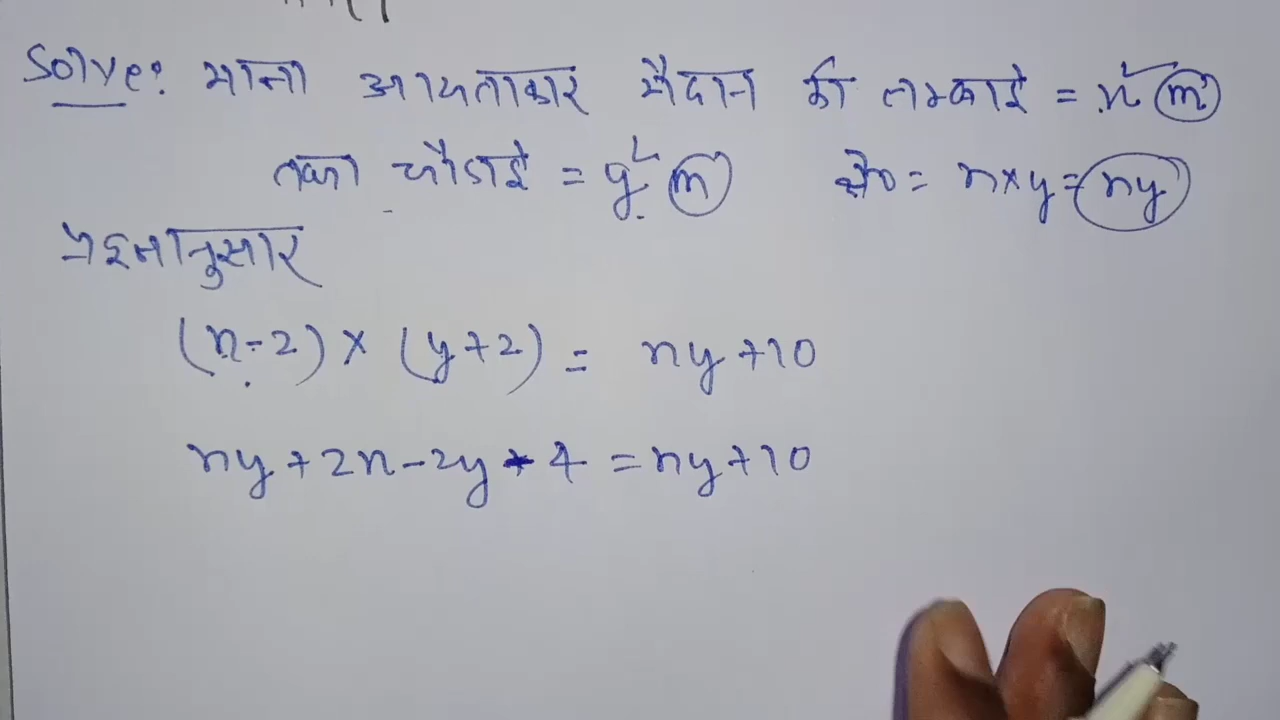 Solve: माना आयताकार मैदान की लम्बाई = x m
तथा चौडाई = y m क्षे० = x×y = xy
प्रश्नानुसार
(x-2) × (y+2) = xy+10
xy+2x-2y-4 = xy+10